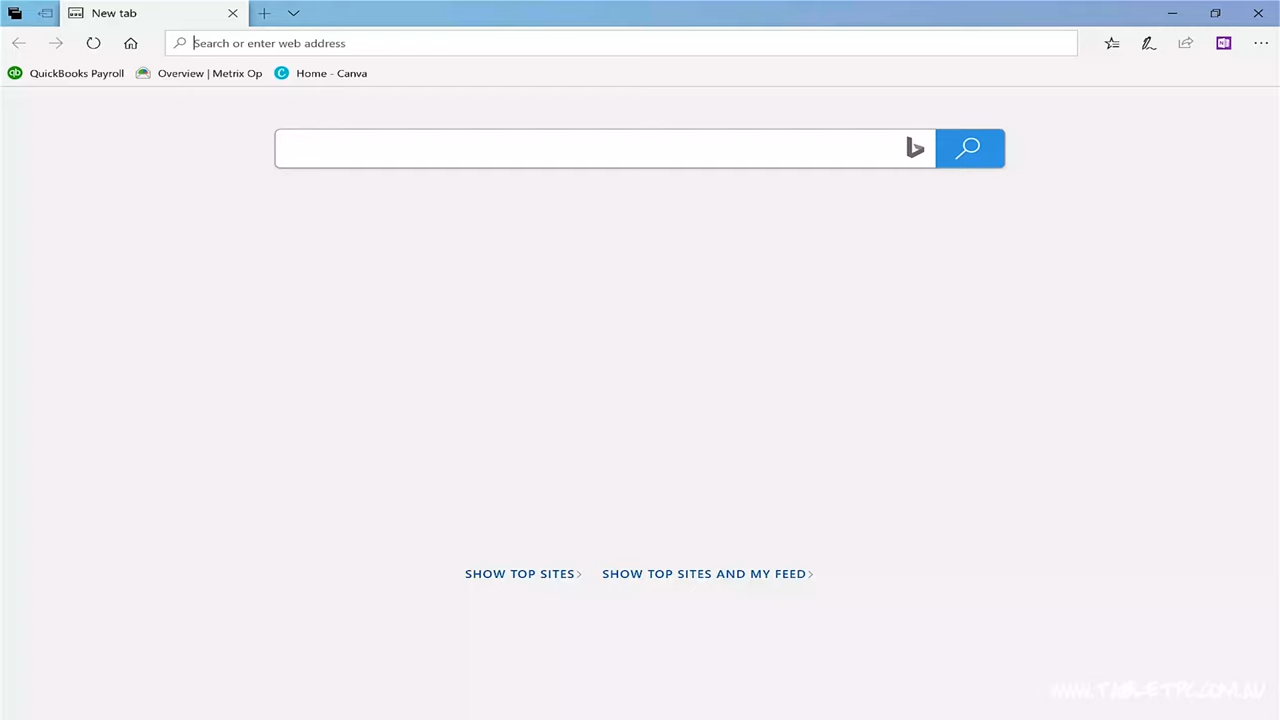 New tab
Search or enter web address
QuickBooks Payroll
Overview | Metrix Op
Home - Canva
SHOW TOP SITES
SHOW TOP SITES AND MY FEED
WWW.TABLETPC.COM.AU